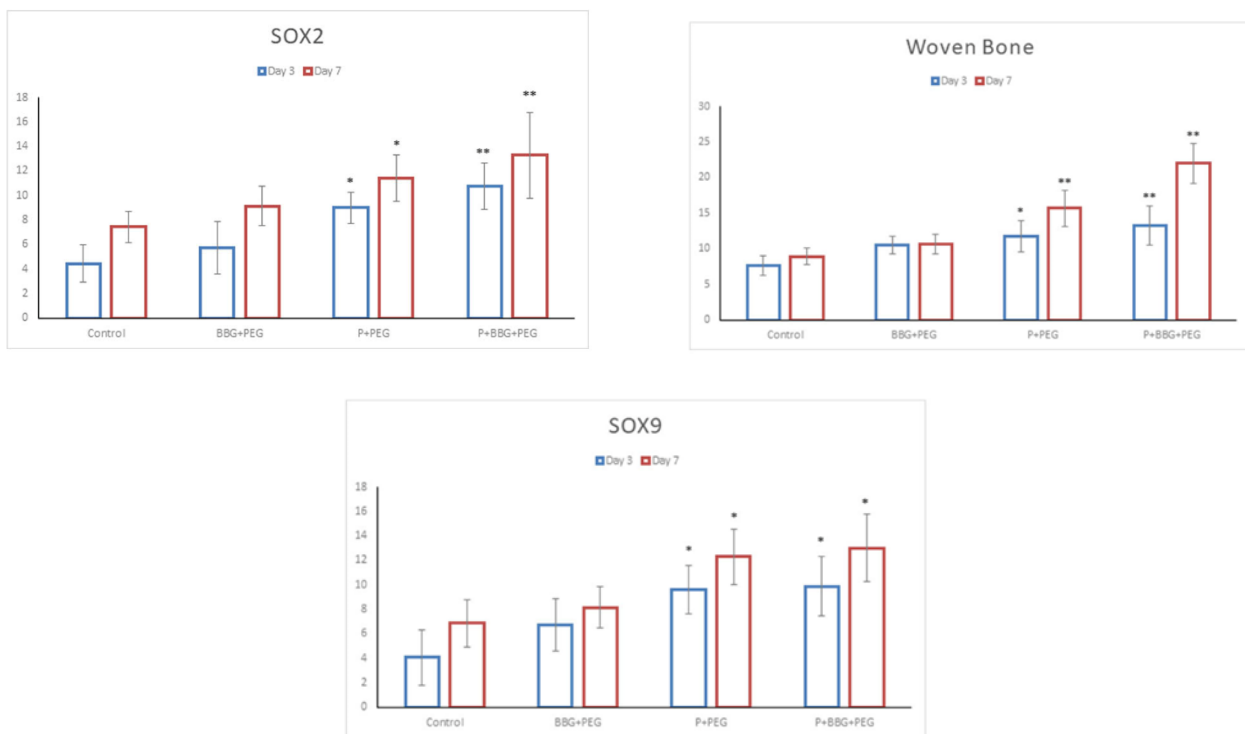 SOX2
Day 3 Day 7
18
16
14
12
10
8
6
4
2
0
* * ** **
Control BBG+PEG P+PEG P+BBG+PEG
Woven Bone
Day 3 Day 7
30
25
20
15
10
5
0
* ** ** **
Control BBG+PEG P+PEG P+BBG+PEG
SOX9
Day 3 Day 7
18
16
14
12
10
8
6
4
2
0
* * * *
Control BBG+PEG P+PEG P+BBG+PEG